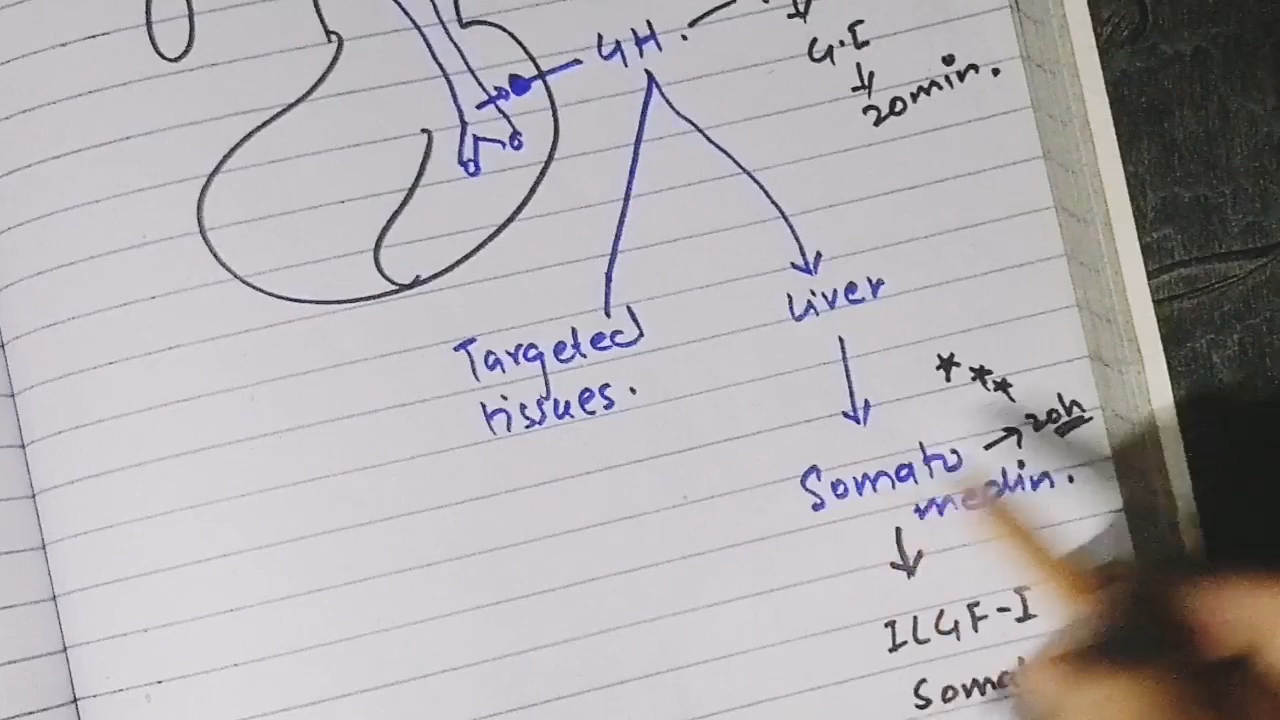 GH.
G.I
20min.
Liver
Targeted
tissues.
20h
Somato
medin.
ILGF-I